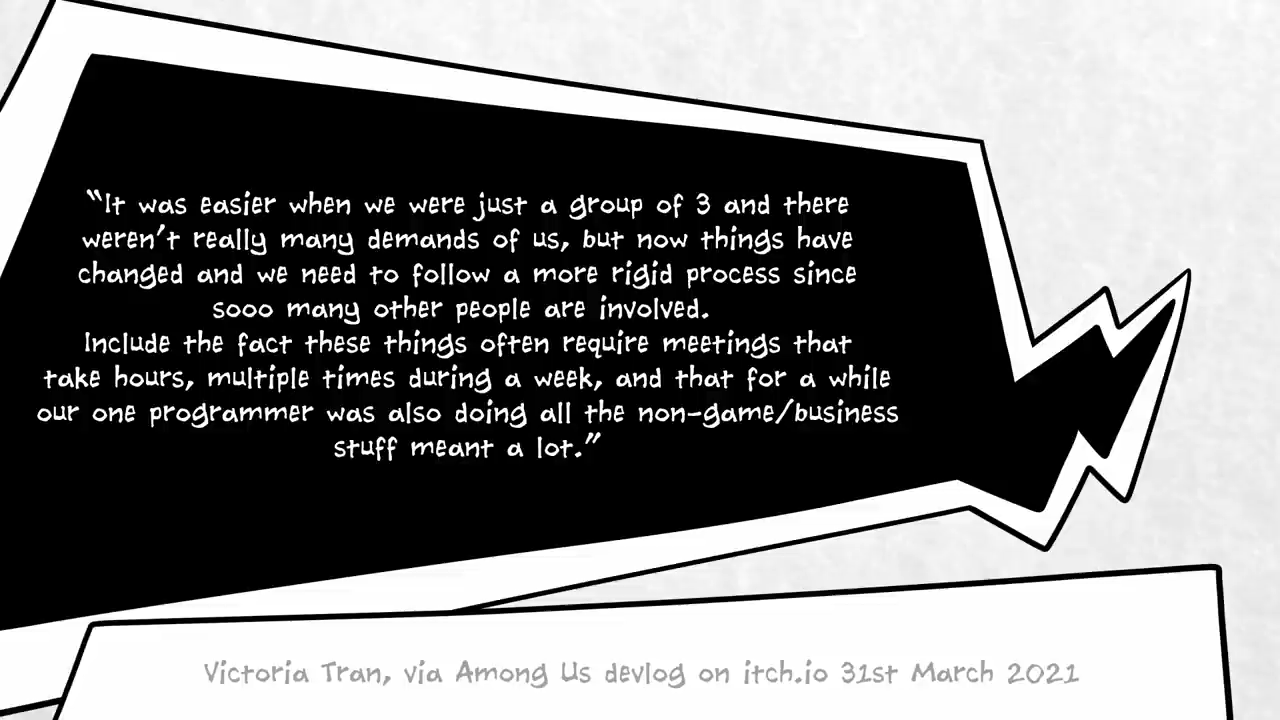 “It was easier when we were just a group of 3 and there
weren't really many demands of us, but now things have
changed and we need to follow a more rigid process since
sooo many other people are involved.
Include the fact these things often require meetings that
take hours, multiple times during a week, and that for a while
our one programmer was also doing all the non-game/business
stuff meant a lot.”
Victoria Tran, via Among Us devlog on itch.io 31st March 2021